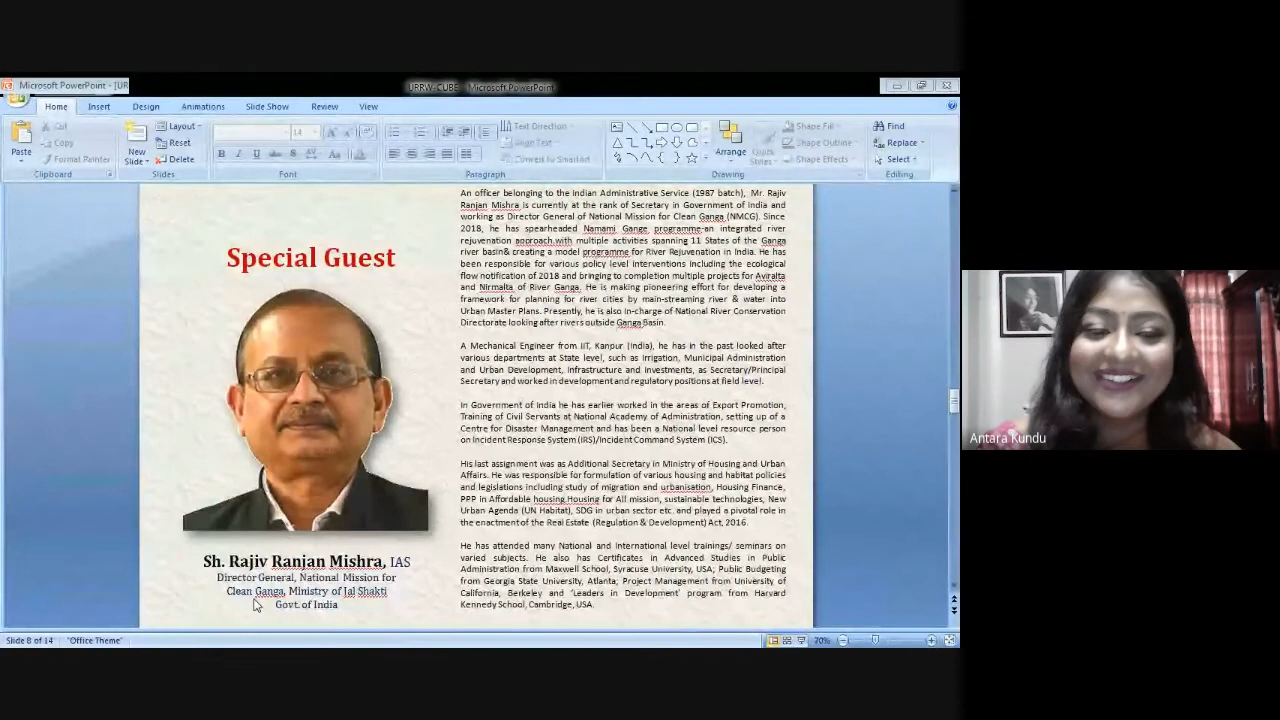 Microsoft PowerPoint - [UR
URRW-CUBE - Microsoft PowerPoint
Home Insert Design Animations Slide Show Review View
Cut
Copy
Format Painter
Paste
Clipboard
New Slide
Layout
Reset
Delete
Slides
14
Font
Text Direction
Align Text
Convert to SmartArt
Paragraph
Arrange
Quick Styles
Shape Fill
Shape Outline
Shape Effects
Drawing
Find
Replace
Select
Editing
Special Guest
Sh. Rajiv Ranjan Mishra, IAS
Director General, National Mission for
Clean Ganga, Ministry of Jal Shakti
Govt. of India
An officer belonging to the Indian Administrative Service (1987 batch), Mr. Rajiv
Ranjan Mishra is currently at the rank of Secretary in Government of India and
working as Director General of National Mission for Clean Ganga (NMCG). Since
2018, he has spearheaded Namami Gange programme-an integrated river
rejuvenation approach.with multiple activities spanning 11 States of the Ganga
river basin& creating a model programme for River Rejuvenation in India. He has
been responsible for various policy level interventions including the ecological
flow notification of 2018 and bringing to completion multiple projects for Aviralta
and Nirmalta of River Ganga. He is making pioneering effort for developing a
framework for planning for river cities by main-streaming river & water into
Urban Master Plans. Presently, he is also in-charge of National River Conservation
Directorate looking after rivers outside Ganga Basin.
A Mechanical Engineer from IIT, Kanpur (India), he has in the past looked after
various departments at State level, such as Irrigation, Municipal Administration
and Urban Development, Infrastructure and Investments, as Secretary/Principal
Secretary and worked in development and regulatory positions at field level.
In Government of India he has earlier worked in the areas of Export Promotion,
Training of Civil Servants at National Academy of Administration, setting up of a
Centre for Disaster Management and has been a National level resource person
on Incident Response System (IRS)/Incident Command System (ICS).
His last assignment was as Additional Secretary in Ministry of Housing and Urban
Affairs. He was responsible for formulation of various housing and habitat policies
and legislations including study of migration and urbanisation, Housing Finance,
PPP in Affordable housing,Housing for All mission, sustainable technologies, New
Urban Agenda (UN Habitat), SDG in urban sector etc. and played a pivotal role in
the enactment of the Real Estate (Regulation & Development) Act, 2016.
He has attended many National and International level trainings/ seminars on
varied subjects. He also has Certificates in Advanced Studies in Public
Administration from Maxwell School, Syracuse University, USA; Public Budgeting
from Georgia State University, Atlanta; Project Management from University of
California, Berkeley and 'Leaders in Development' program from Harvard
Kennedy School, Cambridge, USA.
Antara Kundu
Slide 8 of 14 "Office Theme" 70%